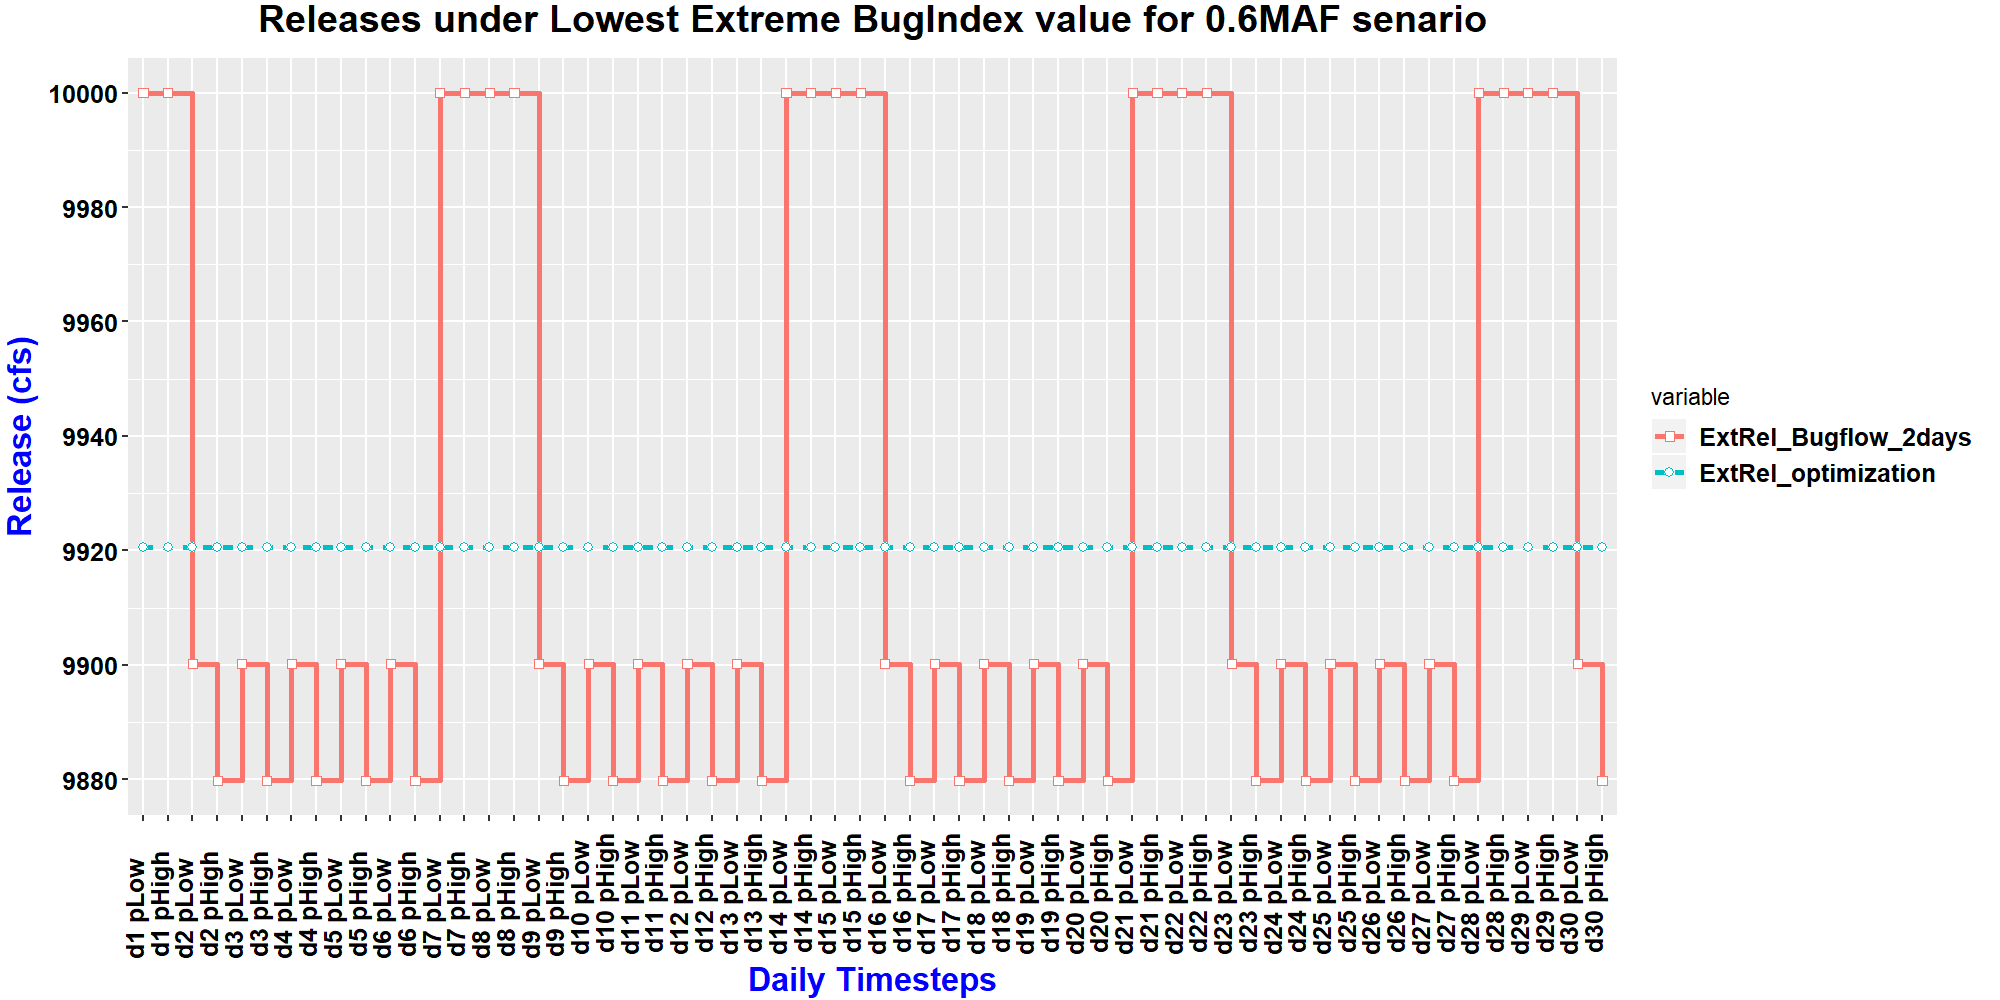 Releases under Lowest Extreme BugIndex value for 0.6MAF senario
10000
9980
9960
9940
9920
9900
9880
Release (cfs)
d1 pLow
d1 pHigh
d2 pLow
d2 pHigh
d3 pLow
d3 pHigh
d4 pLow
d4 pHigh
d5 pLow
d5 pHigh
d6 pLow
d6 pHigh
d7 pLow
d7 pHigh
d8 pLow
d8 pHigh
d9 pLow
d9 pHigh
d10 pLow
d10 pHigh
d11 pLow
d11 pHigh
d12 pLow
d12 pHigh
d13 pLow
d13 pHigh
d14 pLow
d14 pHigh
d15 pLow
d15 pHigh
d16 pLow
d16 pHigh
d17 pLow
d17 pHigh
d18 pLow
d18 pHigh
d19 pLow
d19 pHigh
d20 pLow
d20 pHigh
d21 pLow
d21 pHigh
d22 pLow
d22 pHigh
d23 pLow
d23 pHigh
d24 pLow
d24 pHigh
d25 pLow
d25 pHigh
d26 pLow
d26 pHigh
d27 pLow
d27 pHigh
d28 pLow
d28 pHigh
d29 pLow
d29 pHigh
d30 pLow
d30 pHigh
Daily Timesteps
variable
ExtRel_Bugflow_2days
ExtRel_optimization